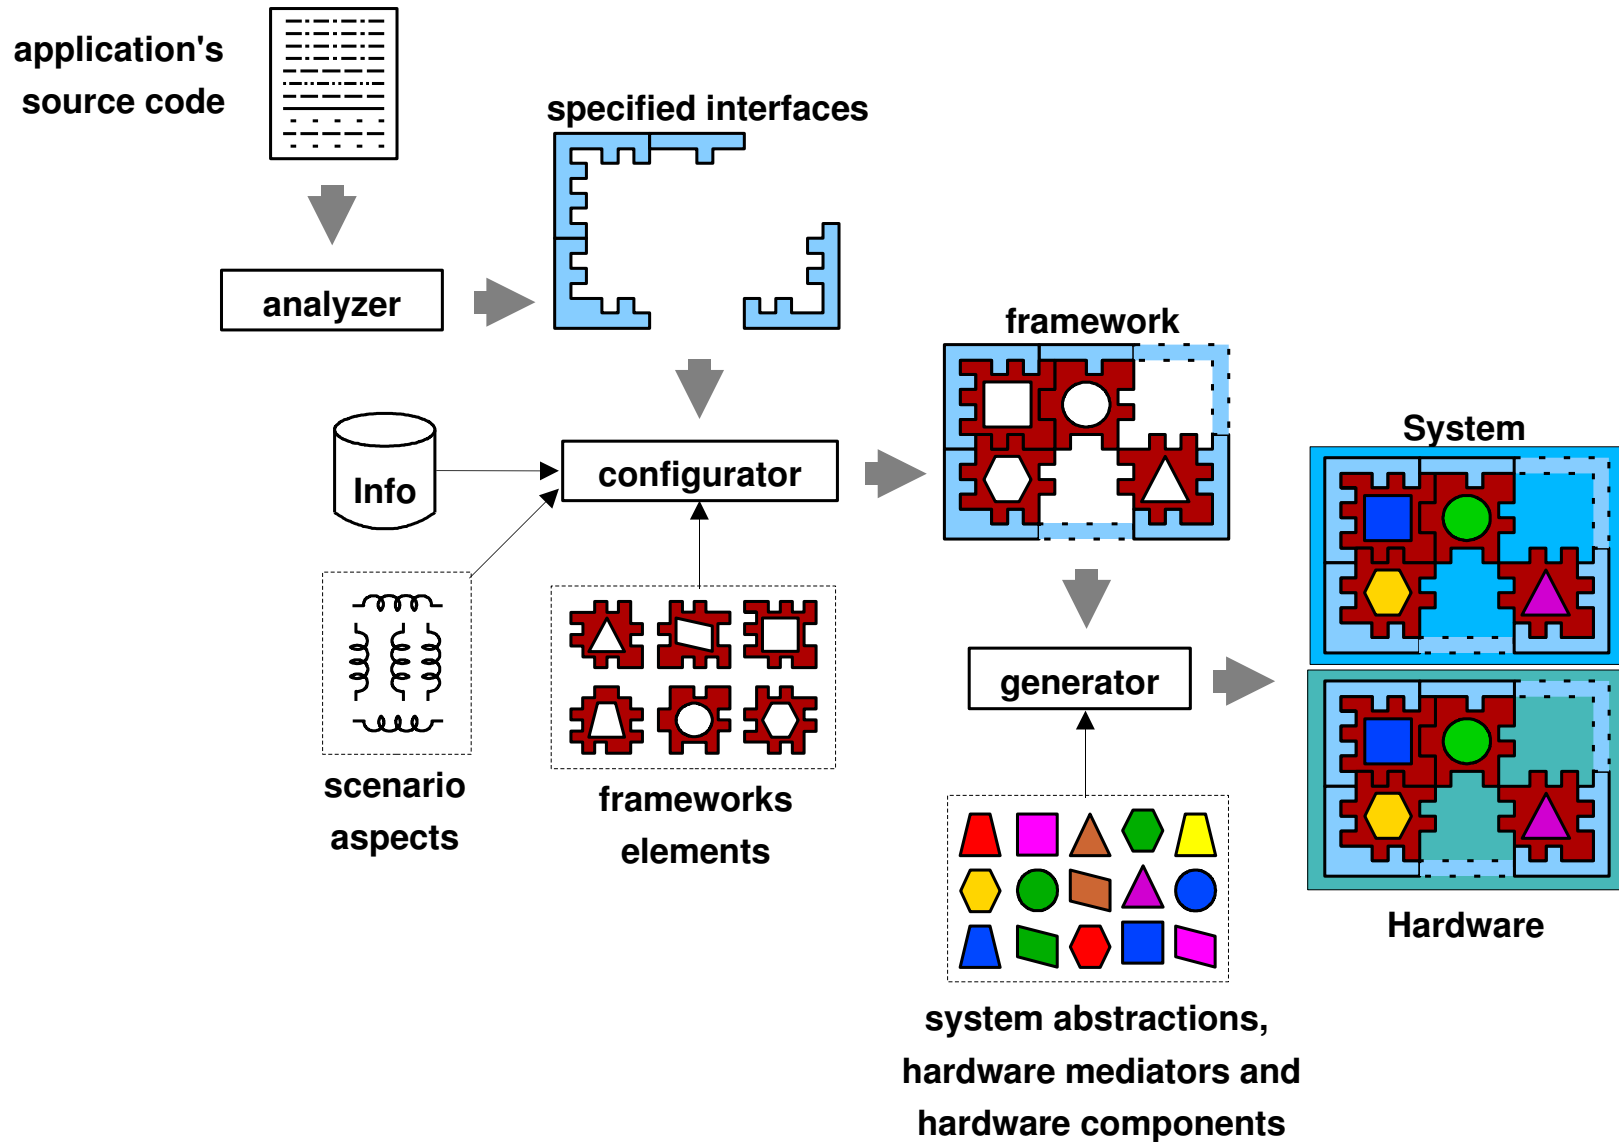 application's
source code
specified interfaces
analyzer
framework
Info
configurator
System
generator
scenario
aspects
frameworks
elements
Hardware
system abstractions,
hardware mediators and
hardware components